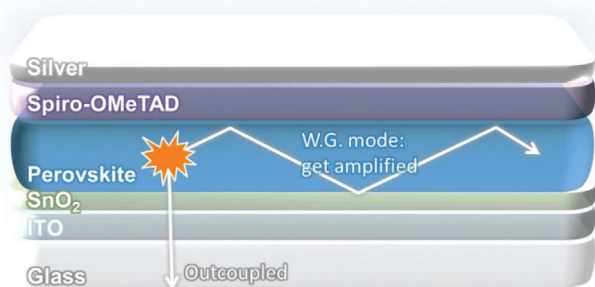 Silver
Spiro-OMeTAD
W.G. mode:
get amplified
Perovskite
SnO₂
ITO
Glass
Outcoupled